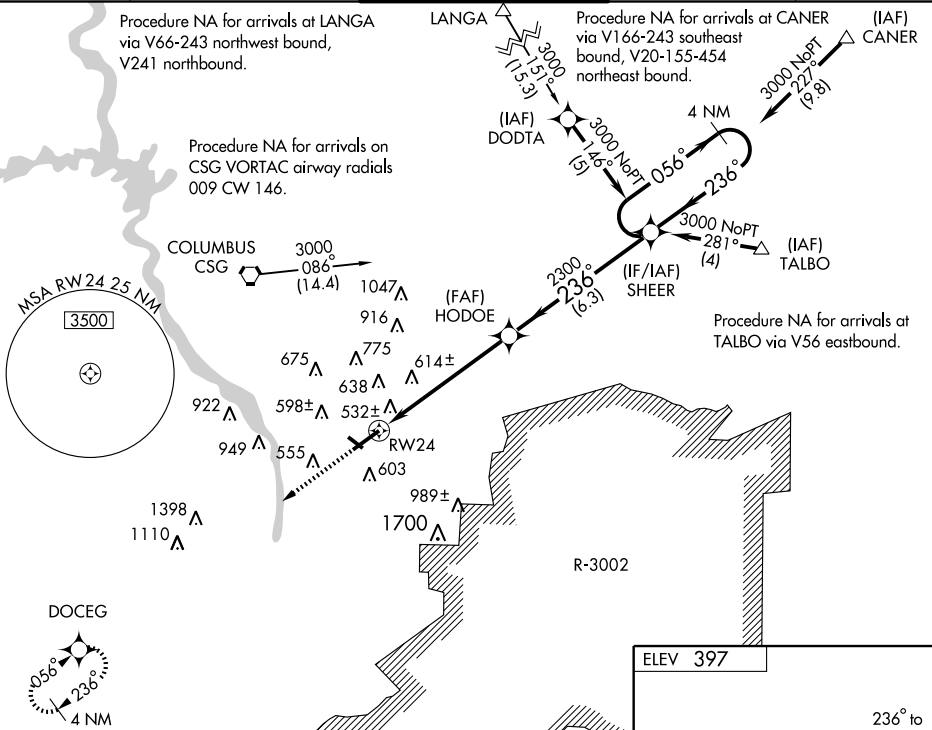 Procedure NA for arrivals at LANGA
via V66-243 northwest bound,
V241 northbound.
LANGA
3000
151°
(15.3)
Procedure NA for arrivals at CANER
via V166-243 southeast
bound, V20-155-454
northeast bound.
(IAF)
CANER
3000 NoPT
227°
(9.8)
(IAF)
DODTA
3000 NoPT
146°
(5)
4 NM
056°
236°
Procedure NA for arrivals on
CSG VORTAC airway radials
009 CW 146.
3000 NoPT
281°
(4)
(IAF)
TALBO
(IF/IAF)
SHEER
COLUMBUS
CSG
3000
086°
(14.4)
2300
236°
(6.3)
(FAF)
HODOE
MSA RW24 25 NM
3500
1047
916
775
675
614±
638
598±
532±
922
949
555
RW24
603
989±
1700
1398
1110
Procedure NA for arrivals at
TALBO via V56 eastbound.
R-3002
DOCEG
056°
236°
4 NM
ELEV 397
236° to